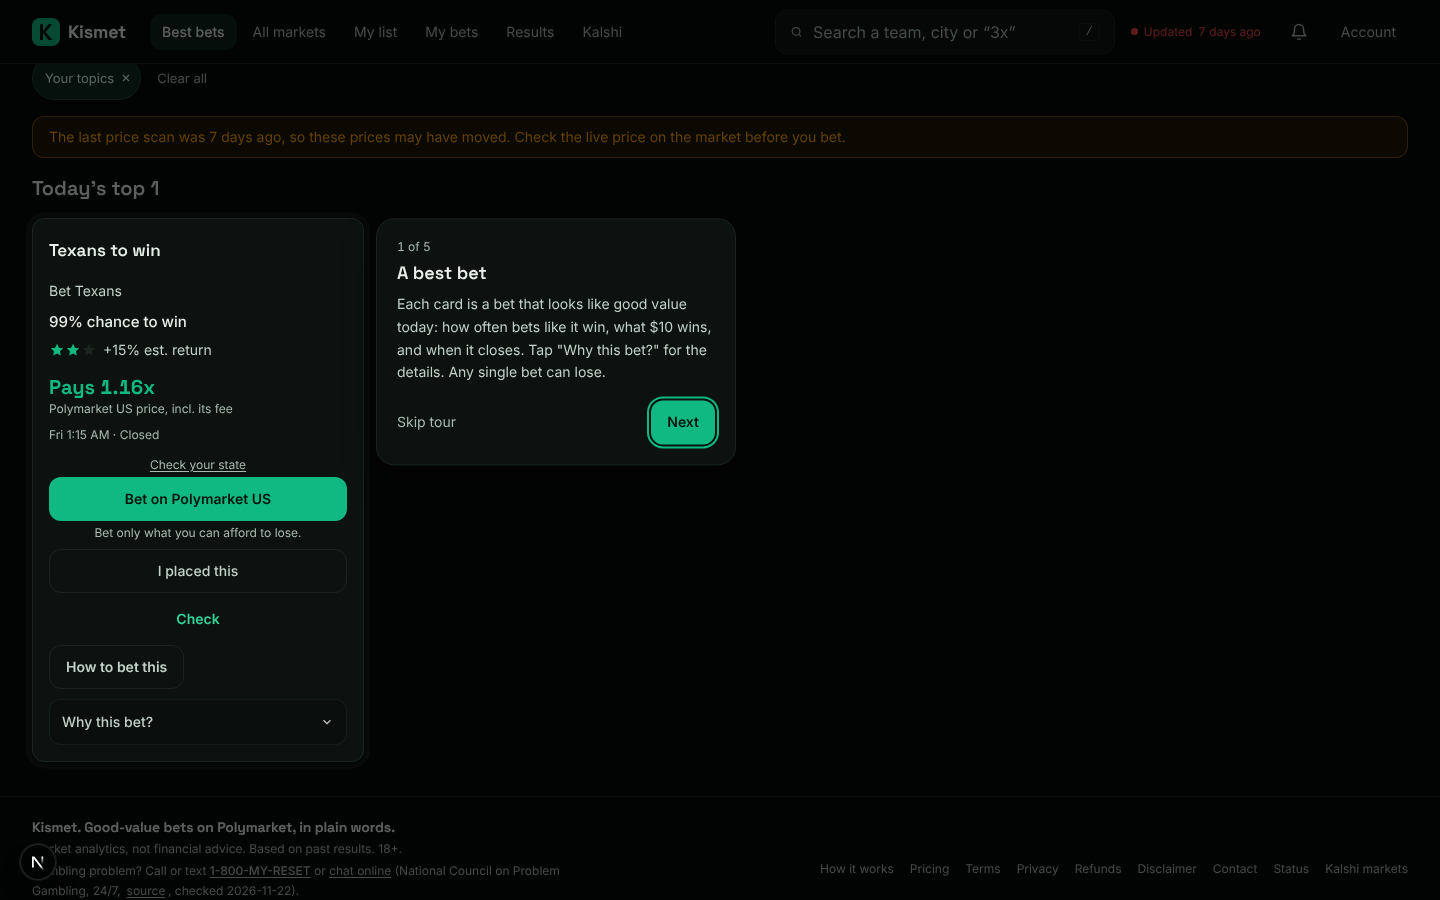 K Kismet Best bets All markets My list My bets Results Kalshi Search a team, city or “3x” / Updated 7 days ago Account
Your topics × Clear all
The last price scan was 7 days ago, so these prices may have moved. Check the live price on the market before you bet.
Today’s top 1
Texans to win
Bet Texans
99% chance to win
+15% est. return
Pays 1.16x
Polymarket US price, incl. its fee
Fri 1:15 AM · Closed
Check your state
Bet on Polymarket US
Bet only what you can afford to lose.
I placed this
Check
How to bet this
Why this bet?
1 of 5
A best bet
Each card is a bet that looks like good value
today: how often bets like it win, what $10 wins,
and when it closes. Tap "Why this bet?" for the
details. Any single bet can lose.
Skip tour Next
Kismet. Good-value bets on Polymarket, in plain words.
rket analytics, not financial advice. Based on past results. 18+.
N
mbling problem? Call or text 1-800-MY-RESET or chat online (National Council on Problem
Gambling, 24/7, source , checked 2026-11-22).
How it works Pricing Terms Privacy Refunds Disclaimer Contact Status Kalshi markets